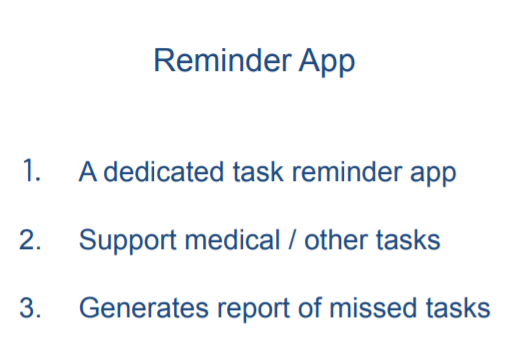 Reminder App
1. A dedicated task reminder app
2. Support medical / other tasks
3. Generates report of missed tasks